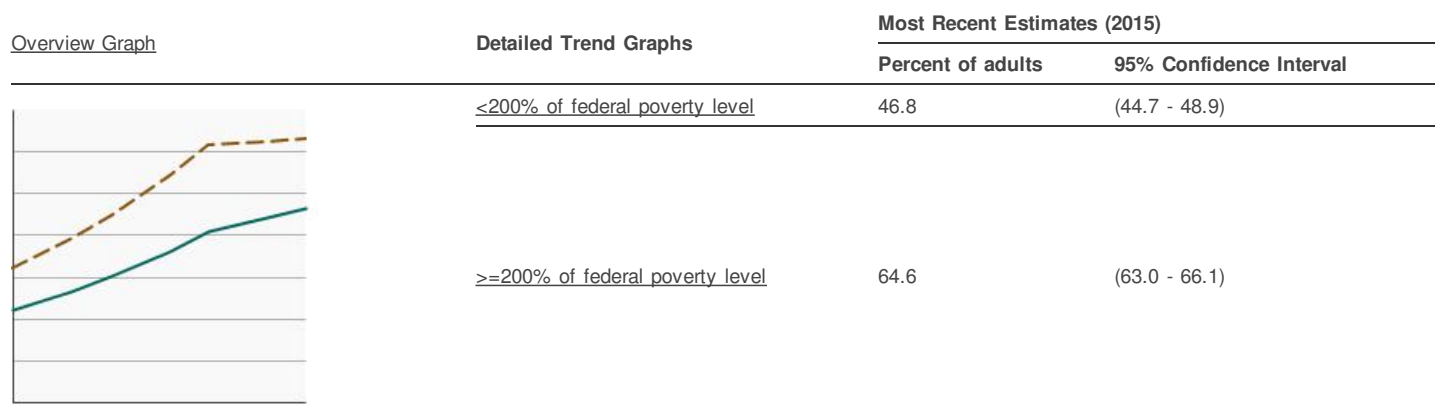 Overview Graph
Detailed Trend Graphs
Most Recent Estimates (2015)
Percent of adults
95% Confidence Interval
<200% of federal poverty level
46.8
(44.7 - 48.9)
>=200% of federal poverty level
64.6
(63.0 - 66.1)